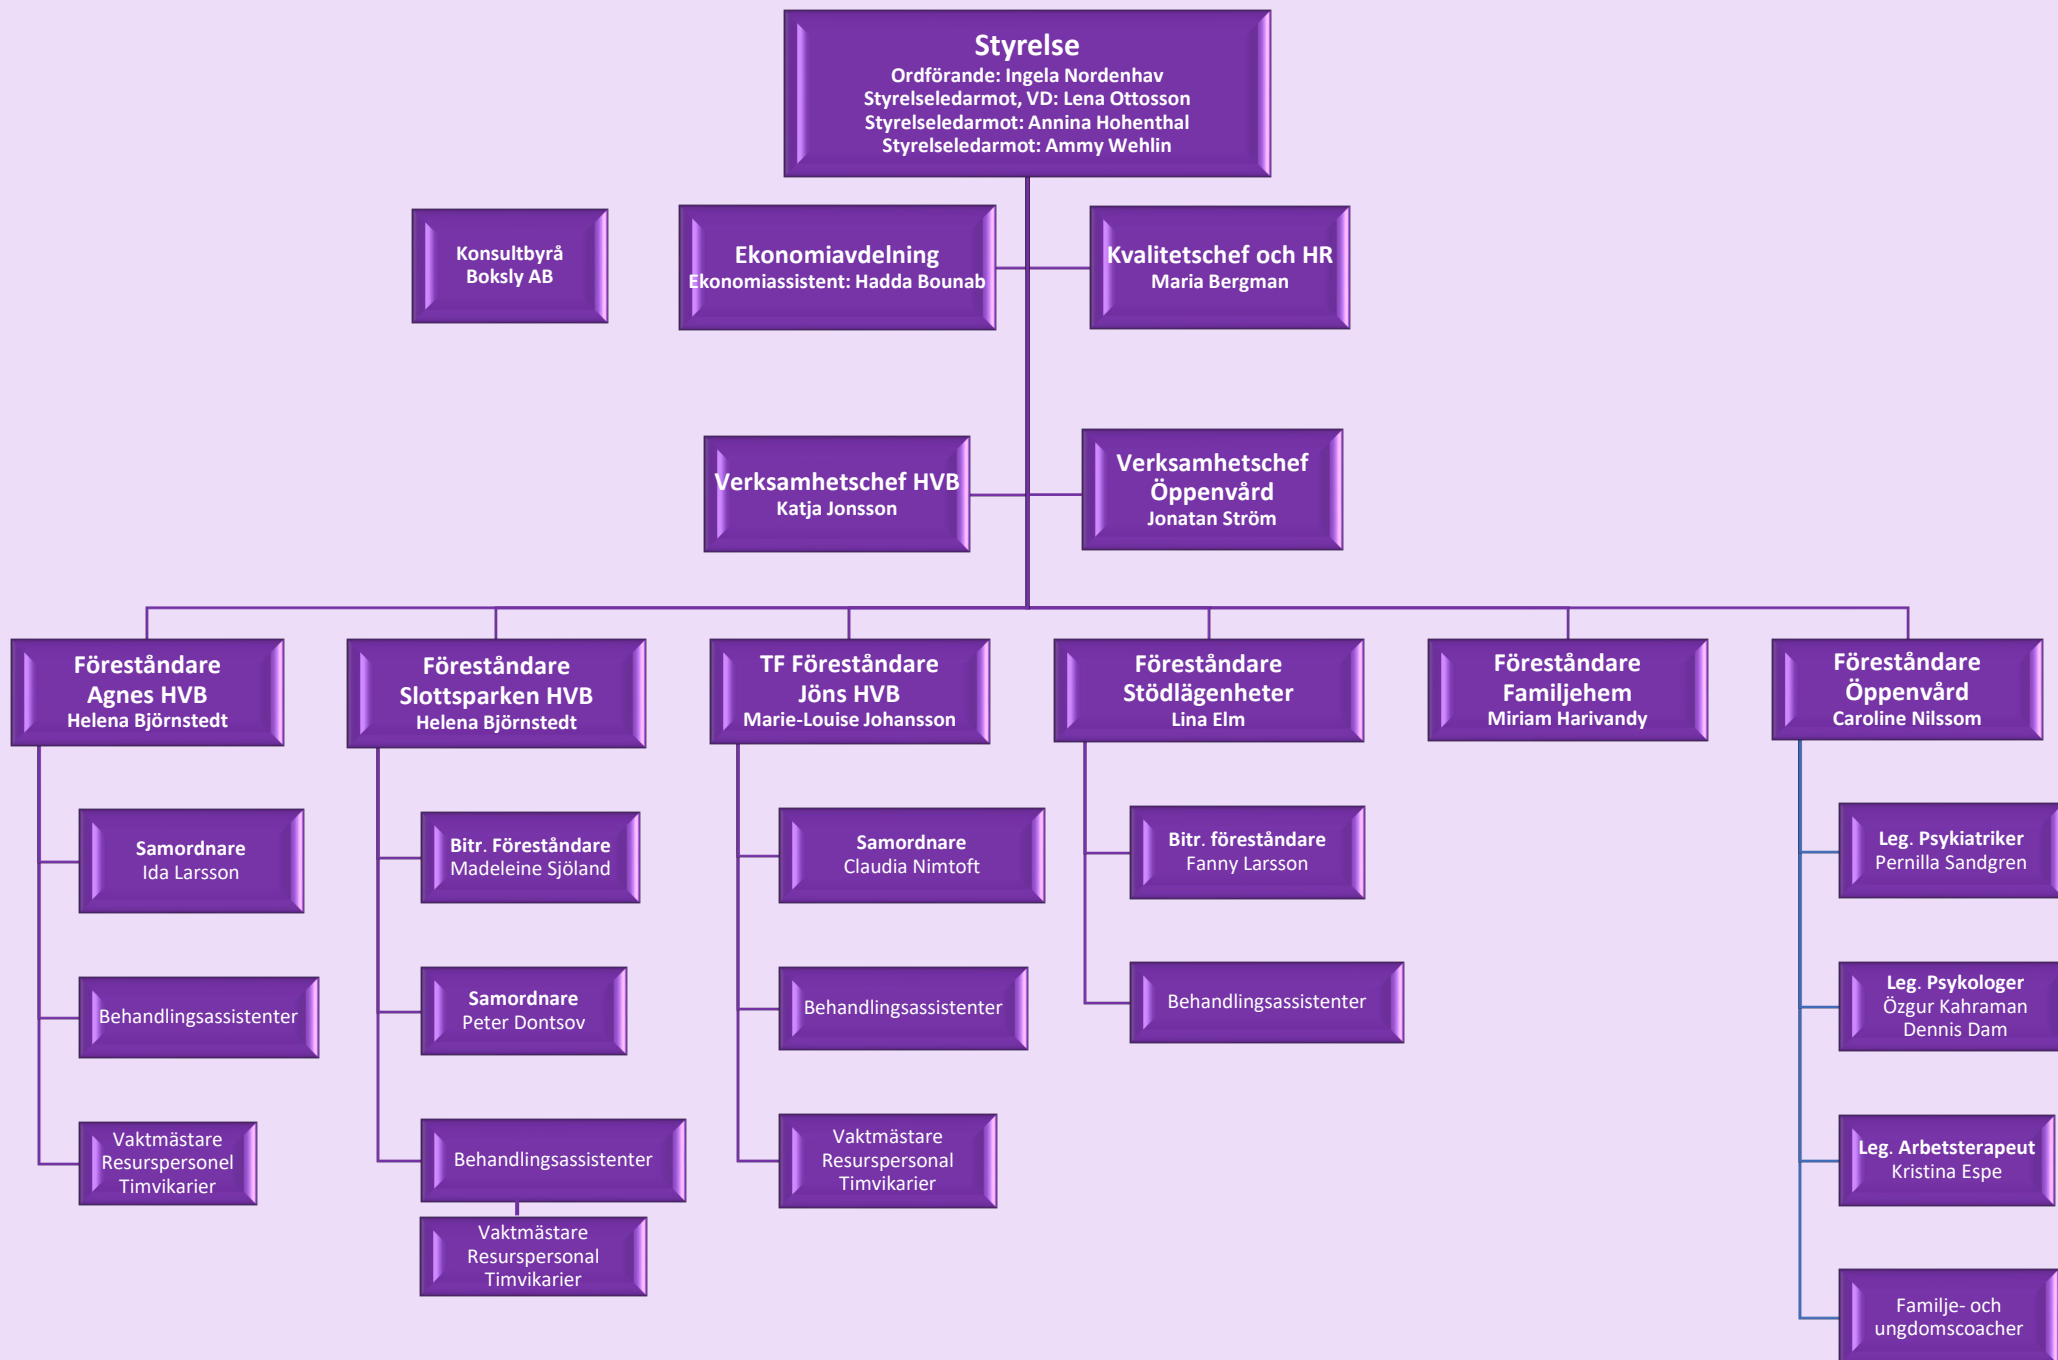 Styrelse
Ordförande: Ingela Nordenhav
Styrelseledarmot, VD: Lena Ottosson
Styrelseledarmot: Annina Hohenthal
Styrelseledarmot: Ammy Wehlin
Konsultbyrå
Boksly AB
Ekonomiavdelning
Ekonomiassistent: Hadda Bounab
Kvalitetschef och HR
Maria Bergman
Verksamhetschef HVB
Katja Jonsson
Verksamhetschef
Öppenvård
Jonatan Ström
Föreståndare
Agnes HVB
Helena Björnstedt
Föreståndare
Slottsparken HVB
Helena Björnstedt
TF Föreståndare
Jöns HVB
Marie-Louise Johansson
Föreståndare
Stödlägenheter
Lina Elm
Föreståndare
Familjehem
Miriam Harivandy
Föreståndare
Öppenvård
Caroline Nilssom
Samordnare
Ida Larsson
Behandlingsassistenter
Vaktmästare
Resurspersonel
Timvikarier
Bitr. Föreståndare
Madeleine Sjöland
Samordnare
Peter Dontsov
Behandlingsassistenter
Vaktmästare
Resurspersonal
Timvikarier
Samordnare
Claudia Nimtoft
Behandlingsassistenter
Vaktmästare
Resurspersonal
Timvikarier
Bitr. föreståndare
Fanny Larsson
Behandlingsassistenter
Leg. Psykiatriker
Pernilla Sandgren
Leg. Psykologer
Özgur Kahraman
Dennis Dam
Leg. Arbetsterapeut
Kristina Espe
Familje- och
ungdomscoacher